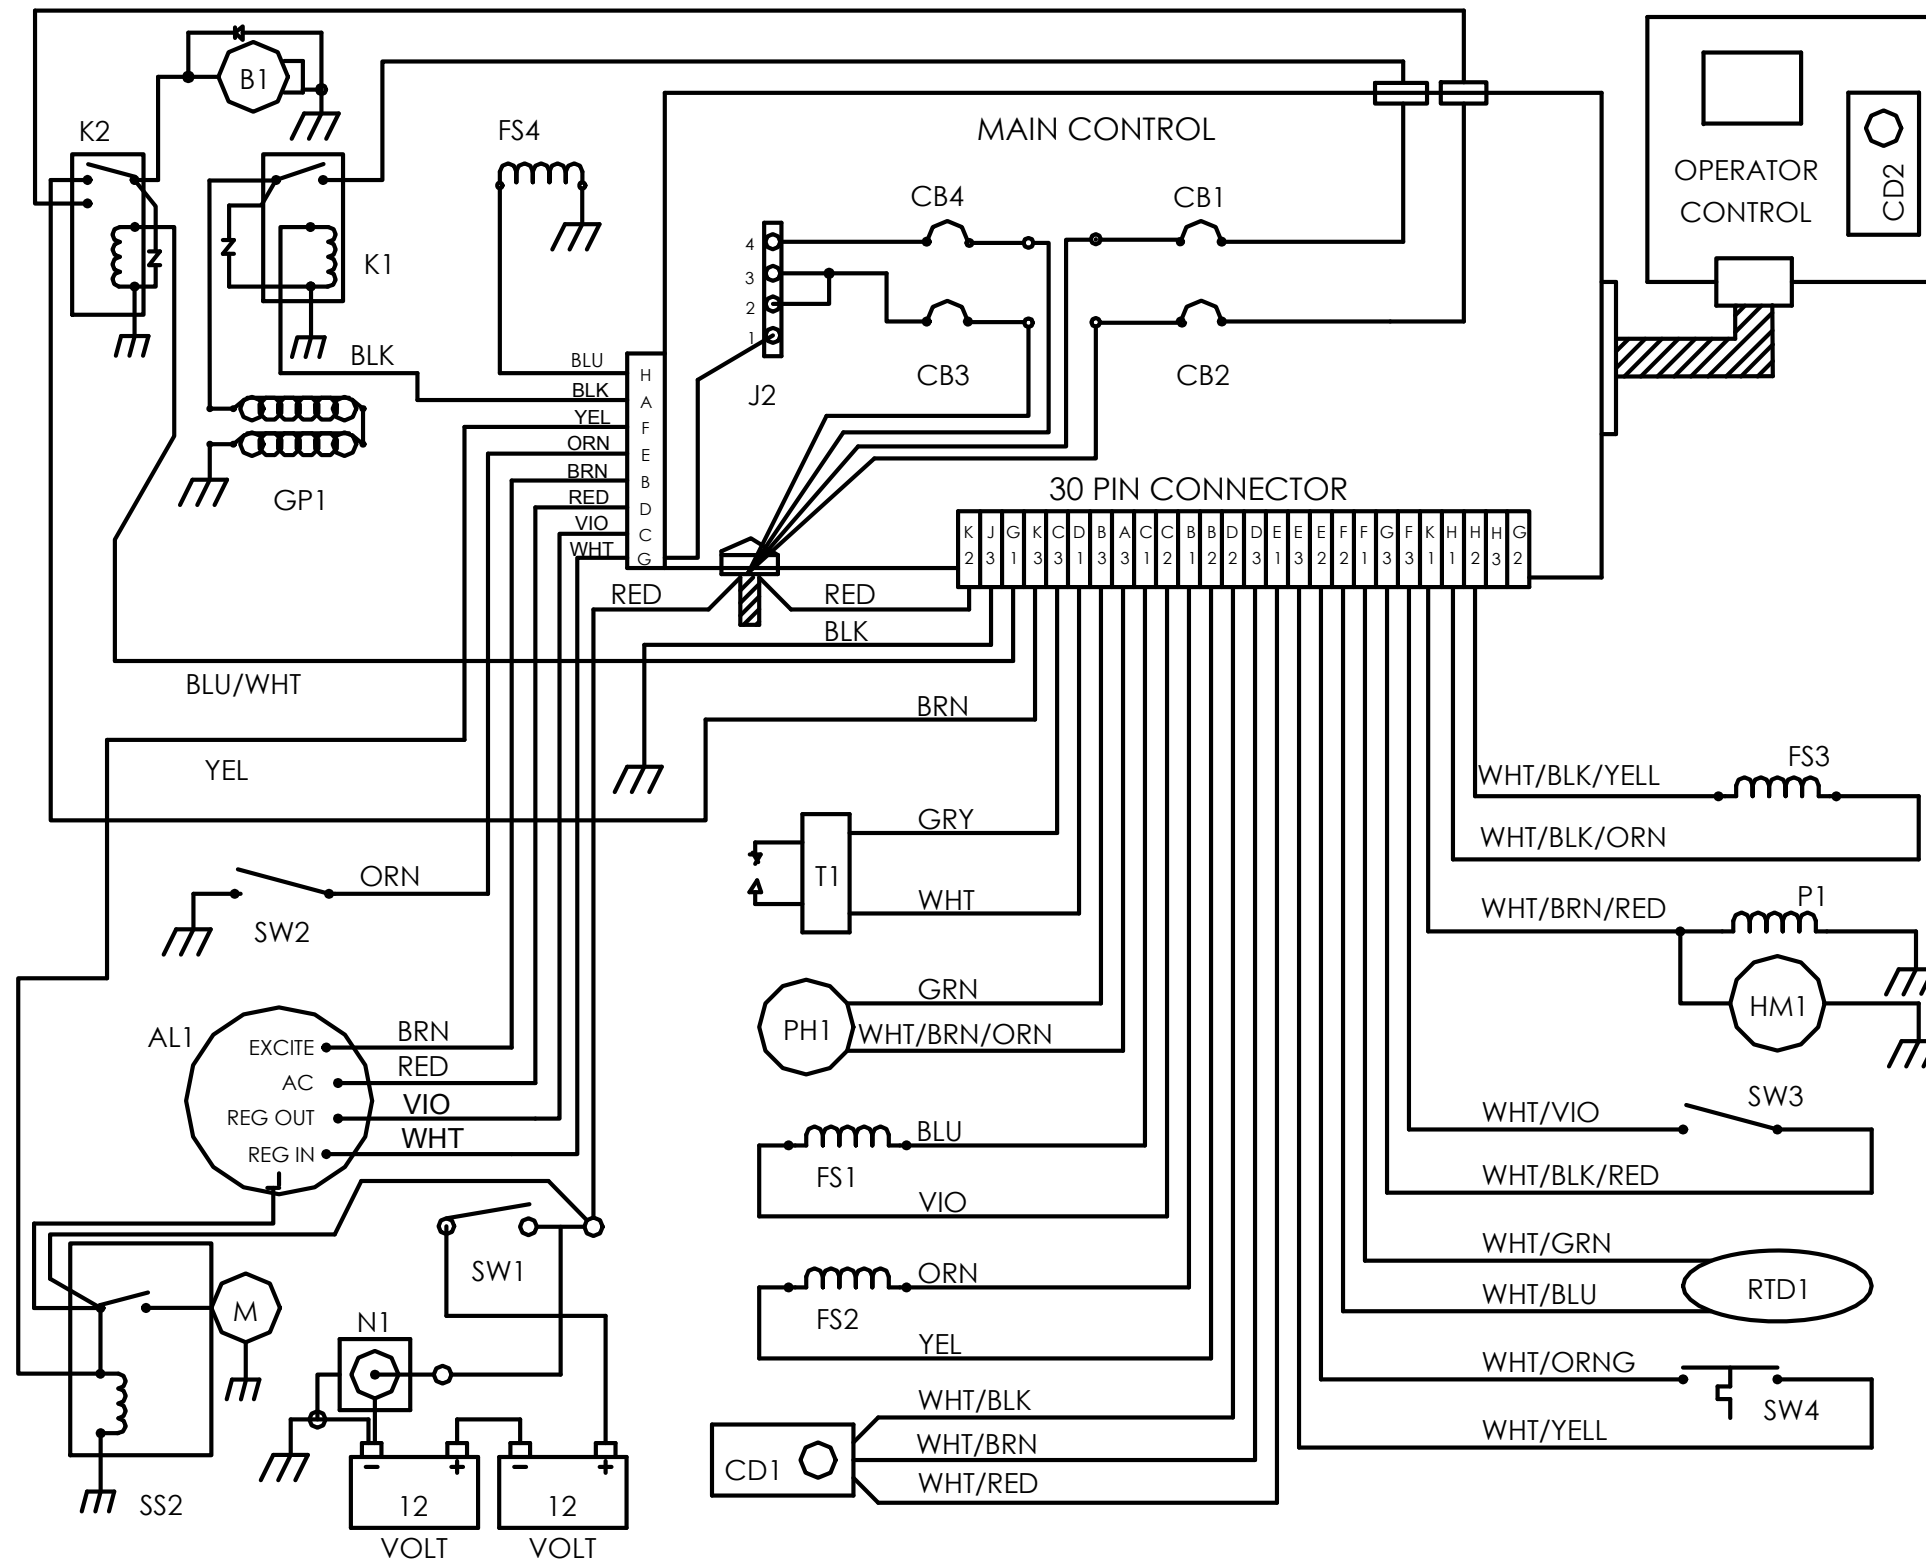 B1
K2
FS4
MAIN CONTROL
OPERATOR
CONTROL
CD2
CB4
CB1
K1
4
3
2
1
J2
CB3
CB2
BLK
BLU
H
BLK
A
YEL
F
ORN
E
BRN
B
RED
D
VIO
C
WHT
G
GP1
30 PIN CONNECTOR
K J G K C D B A C C B B D D E E E F F G F K H H H G
2 3 1 3 3 1 3 3 1 2 1 2 2 3 1 3 2 2 1 3 3 1 1 2 3 2
RED
RED
BLK
BLU/WHT
BRN
YEL
FS3
WHT/BLK/YELL
WHT/BLK/ORN
GRY
T1
WHT
ORN
SW2
P1
WHT/BRN/RED
HM1
GRN
PH1
WHT/BRN/ORN
AL1
EXCITE
BRN
AC
RED
REG OUT
VIO
REG IN
WHT
SW3
WHT/VIO
WHT/BLK/RED
BLU
FS1
VIO
SW1
WHT/GRN
WHT/BLU
RTD1
ORN
FS2
YEL
M
N1
WHT/ORNG
SW4
WHT/YELL
WHT/BLK
WHT/BRN
WHT/RED
CD1
SS2
− +
− +
12
VOLT
12
VOLT